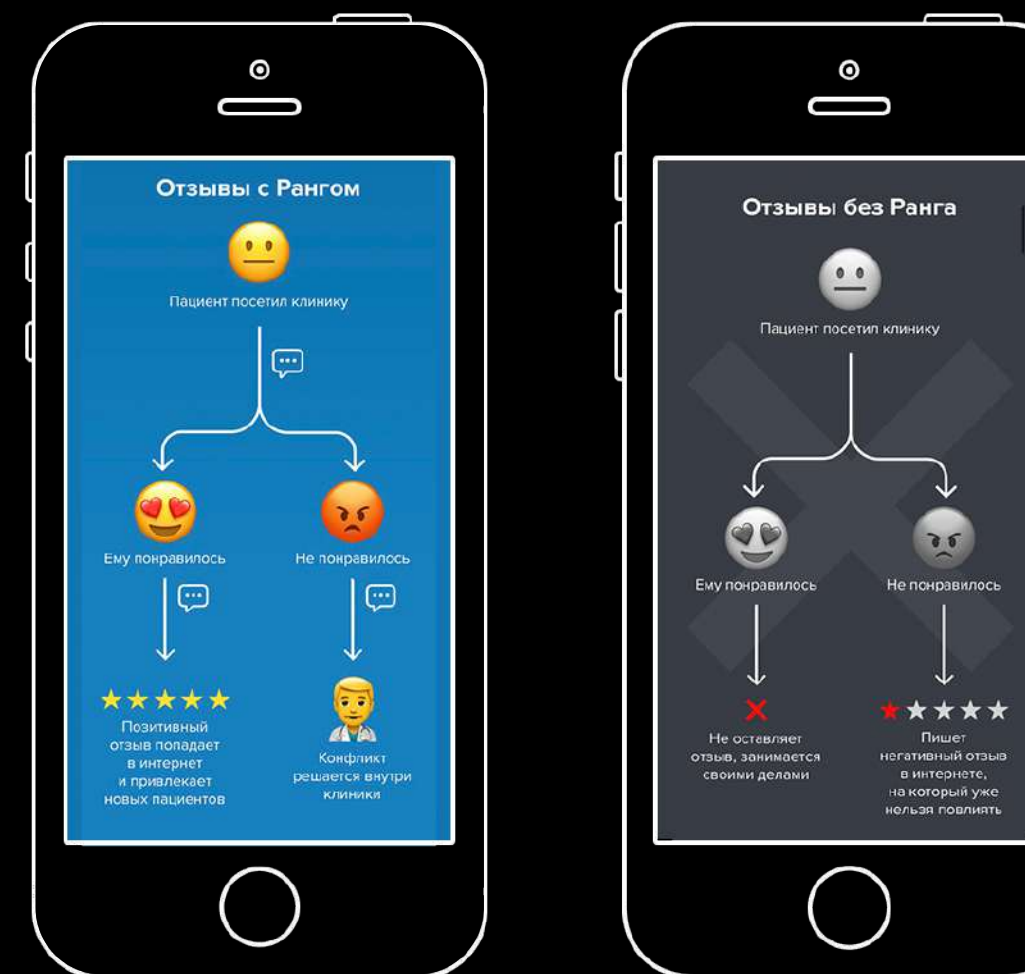 Отзывы с Рангом
Пациент посетил клинику
Ему понравилось
Не понравилось
Позитивный
отзыв попадает
в интернет
и привлекает
новых пациентов
Конфликт
решается внутри
клиники
Отзывы без Ранга
Пациент посетил клинику
Ему понравилось
Не понравилось
Не оставляет
отзыв, занимается
своими делами
Пишет
негативный отзыв
в интернете,
на который уже
нельзя повлиять